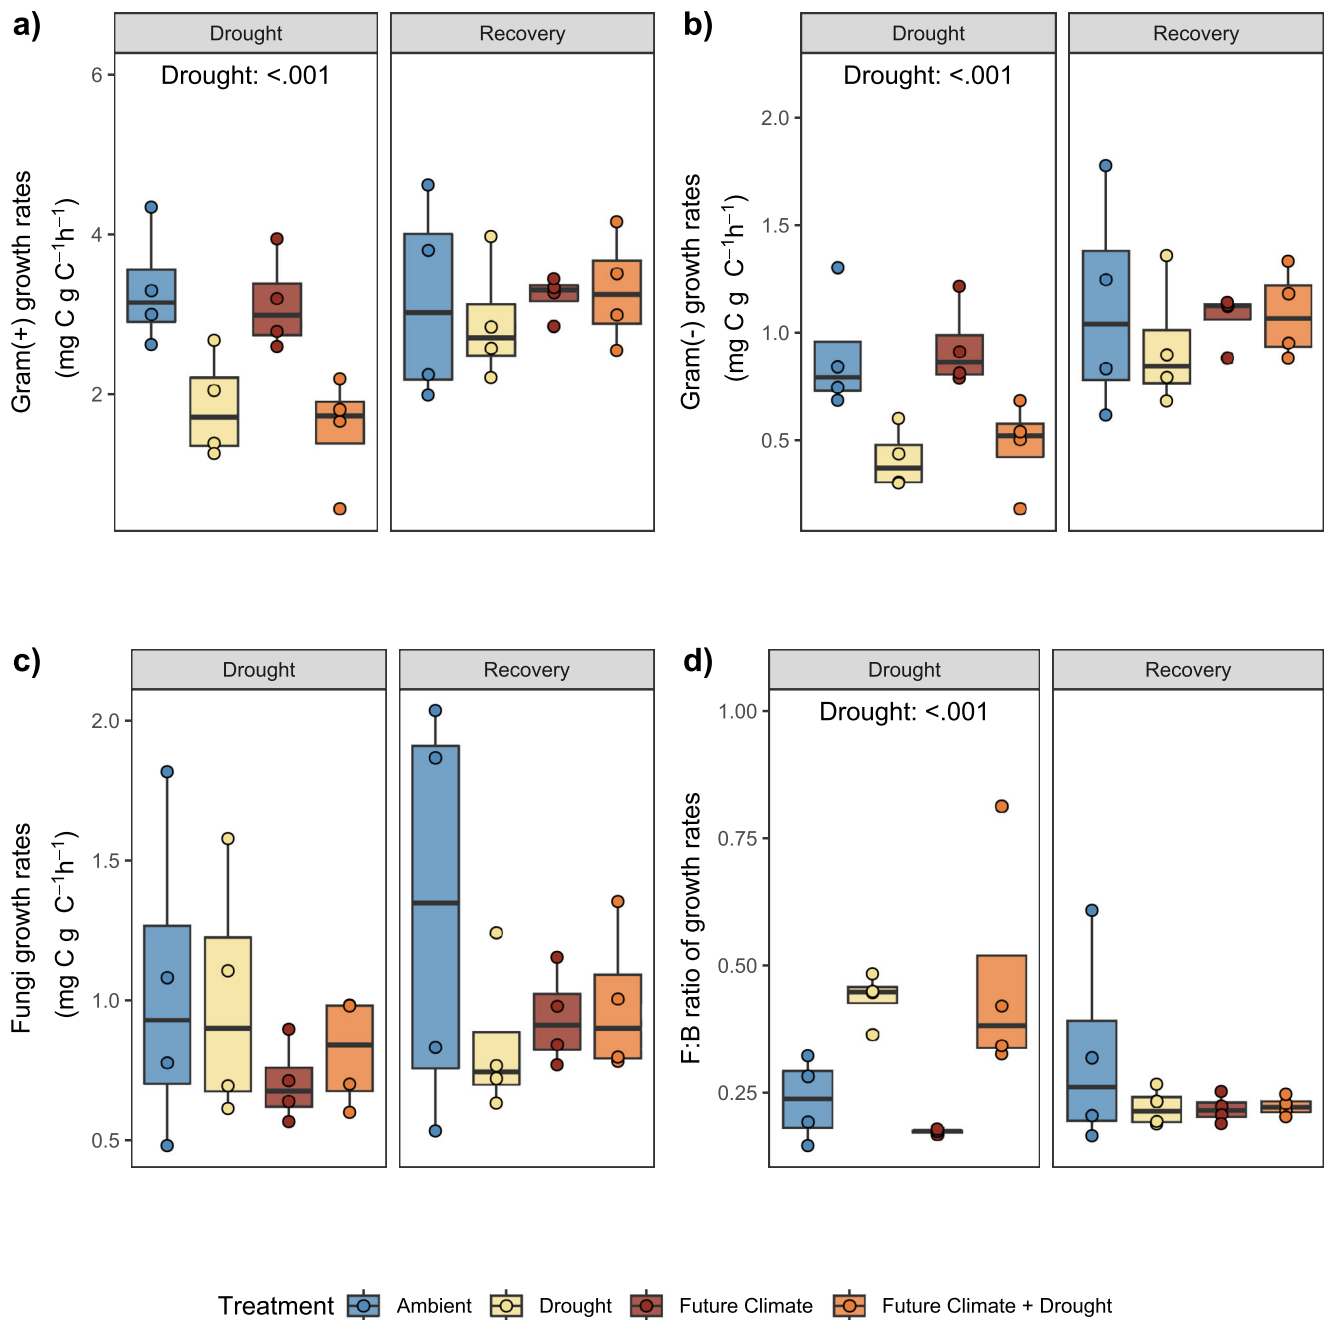 a)
Drought
Recovery
Drought: <.001
Gram(+) growth rates
(mg C g C⁻¹h⁻¹)
6
4
2
b)
Drought
Recovery
Drought: <.001
Gram(-) growth rates
(mg C g C⁻¹h⁻¹)
2.0
1.5
1.0
0.5
c)
Drought
Recovery
Fungi growth rates
(mg C g C⁻¹h⁻¹)
2.0
1.5
1.0
0.5
d)
Drought
Recovery
Drought: <.001
F:B ratio of growth rates
1.00
0.75
0.50
0.25
Treatment Ambient Drought Future Climate Future Climate + Drought